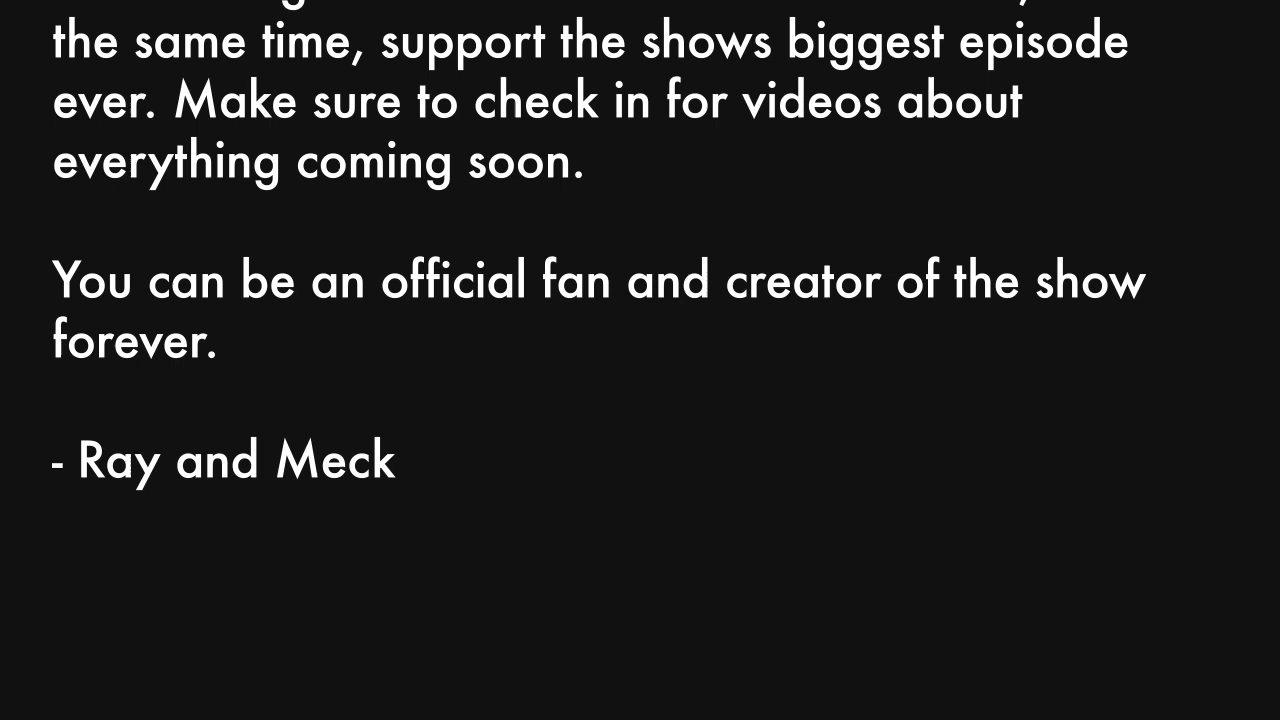 the same time, support the shows biggest episode
ever. Make sure to check in for videos about
everything coming soon.
You can be an official fan and creator of the show
forever.
- Ray and Meck